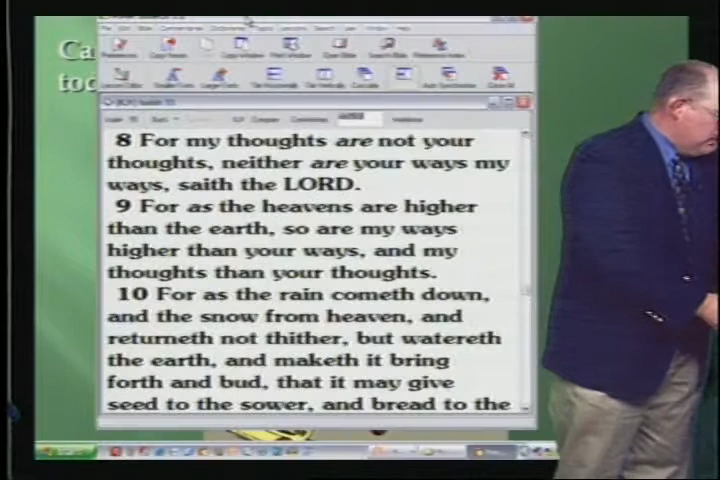 Ca
tod
8 For my thoughts are not your
thoughts, neither are your ways my
ways, saith the LORD.
9 For as the heavens are higher
than the earth, so are my ways
higher than your ways, and my
thoughts than your thoughts.
10 For as the rain cometh down,
and the snow from heaven, and
returneth not thither, but watereth
the earth, and maketh it bring
forth and bud, that it may give
seed to the sower, and bread to the